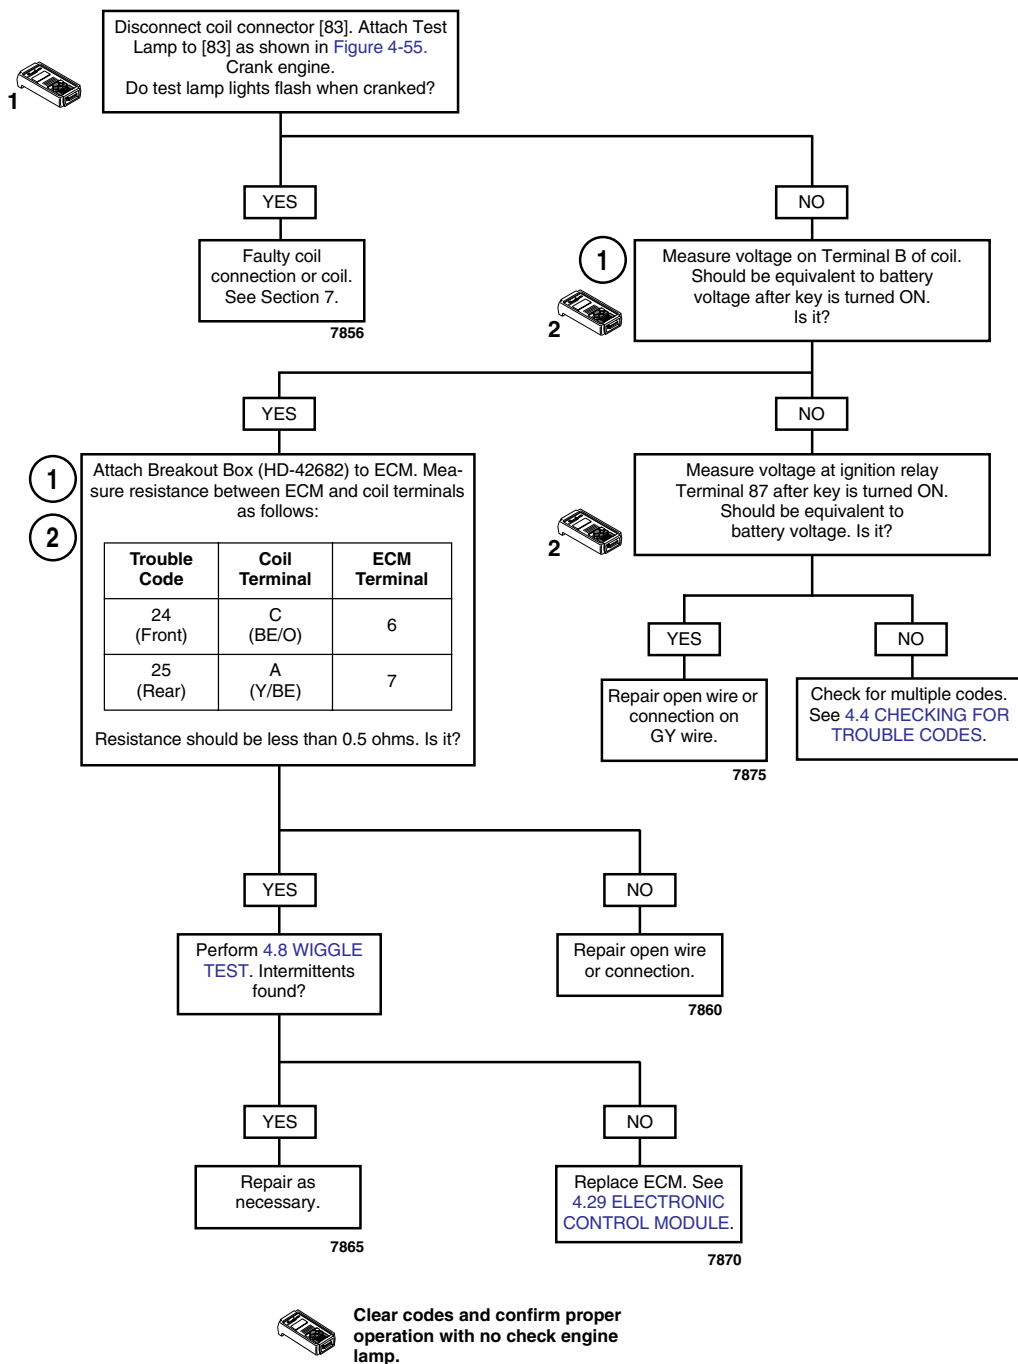 Disconnect coil connector [83]. Attach Test
Lamp to [83] as shown in Figure 4-55.
Crank engine.
Do test lamp lights flash when cranked?
1
YES
NO
Faulty coil
connection or coil.
See Section 7.
7856
1
2
Measure voltage on Terminal B of coil.
Should be equivalent to battery
voltage after key is turned ON.
Is it?
YES
NO
1
2
Attach Breakout Box (HD-42682) to ECM. Mea-
sure resistance between ECM and coil terminals
as follows:
Trouble Code Coil Terminal ECM Terminal
24 (Front) C (BE/O) 6
25 (Rear) A (Y/BE) 7
Resistance should be less than 0.5 ohms. Is it?
2
Measure voltage at ignition relay
Terminal 87 after key is turned ON.
Should be equivalent to
battery voltage. Is it?
YES
NO
Repair open wire or
connection on
GY wire.
7875
Check for multiple codes.
See 4.4 CHECKING FOR
TROUBLE CODES.
YES
NO
Perform 4.8 WIGGLE
TEST. Intermittents
found?
Repair open wire
or connection.
7860
YES
NO
Repair as
necessary.
7865
Replace ECM. See
4.29 ELECTRONIC
CONTROL MODULE.
7870
Clear codes and confirm proper
operation with no check engine
lamp.